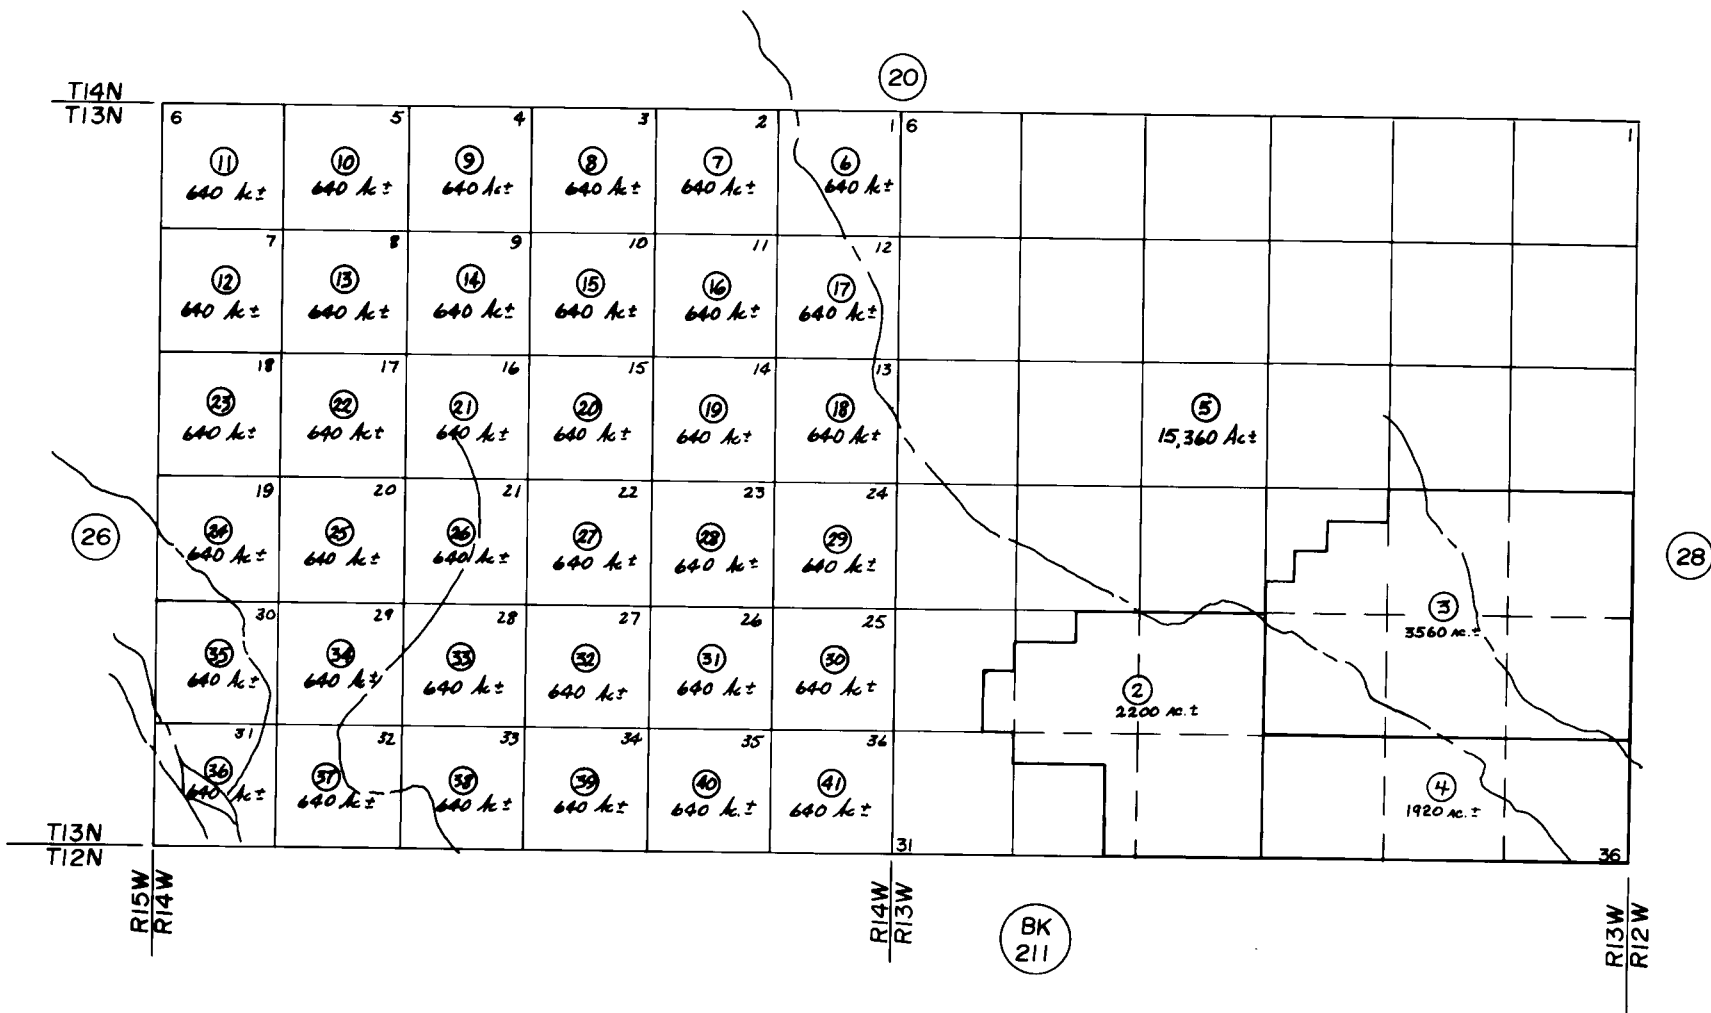 20
T14N
T13N
6 5 4 3 2 1 6 1
11 10 9 8 7 6
640 Ac± 640 Ac± 640 Ac± 640 Ac± 640 Ac± 640 Ac±
7 8 9 10 11 12
12 13 14 15 16 17
640 Ac± 640 Ac± 640 Ac± 640 Ac± 640 Ac± 640 Ac±
18 17 16 15 14 13
23 22 21 20 19 18 5
640 Ac± 640 Ac± 640 Ac± 640 Ac± 640 Ac± 640 Ac± 15,360 Ac±
19 20 21 22 23 24
26 24 25 26 27 28 29 28
640 Ac± 640 Ac± 640 Ac± 640 Ac± 640 Ac± 640 Ac±
30 29 28 27 26 25
3
3560 AC.±
35 34 33 32 31 30
640 Ac± 640 Ac± 640 Ac± 640 Ac± 640 Ac± 640 Ac±
2
2200 AC.±
31 32 33 34 35 36
36 37 38 39 40 41 4
640 Ac± 640 Ac± 640 Ac± 640 Ac± 640 Ac.± 640 Ac± 1920 AC.±
T13N
T12N
31 36
R15W
R14W
R14W
R13W
R13W
R12W
BK
211